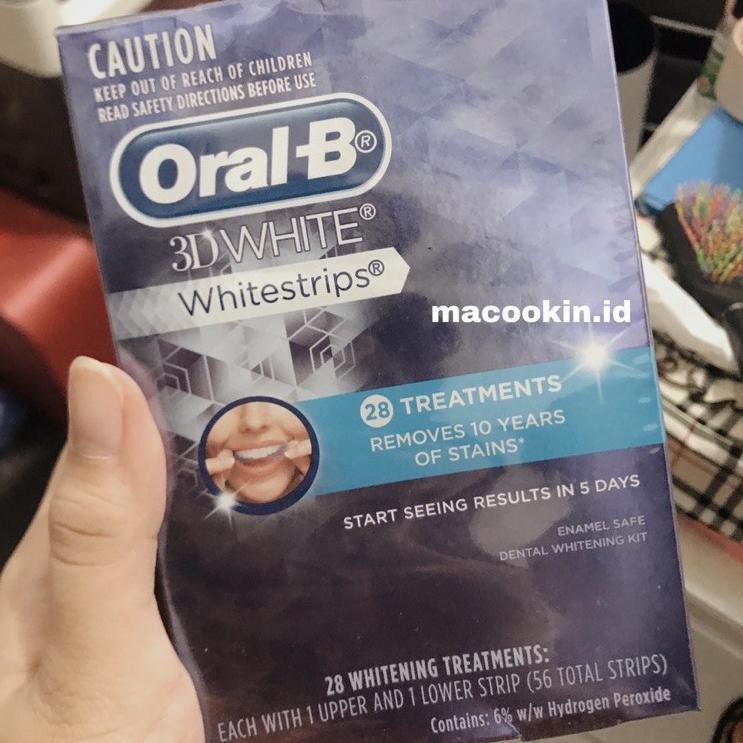 CAUTION
KEEP OUT OF REACH OF CHILDREN
READ SAFETY DIRECTIONS BEFORE USE
Oral-B®
3D WHITE®
Whitestrips®
macookin.id
28 TREATMENTS
REMOVES 10 YEARS
OF STAINS*
START SEEING RESULTS IN 5 DAYS
ENAMEL SAFE
DENTAL WHITENING KIT
28 WHITENING TREATMENTS:
EACH WITH 1 UPPER AND 1 LOWER STRIP (56 TOTAL STRIPS)
Contains: 6% w/w Hydrogen Peroxide